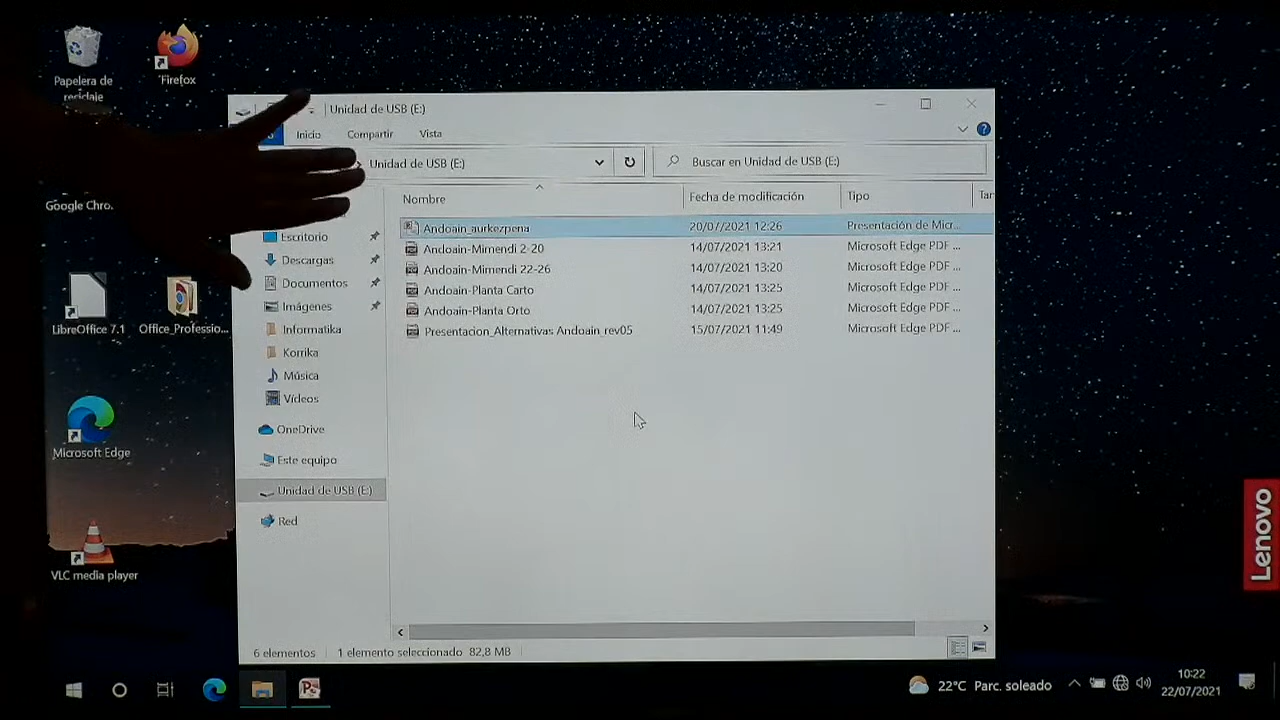 Papelera de
reciclaje
Firefox
Unidad de USB (E:)
Inicio
Compartir
Vista
Unidad de USB (E:)
Buscar en Unidad de USB (E:)
Nombre
Fecha de modificación
Tipo
Tar
Andoain_aurkezpena
20/07/2021 12:26
Presentación de Micr...
Andoain-Mimendi 2-20
14/07/2021 13:21
Microsoft Edge PDF ...
Andoain-Mimendi 22-26
14/07/2021 13:20
Microsoft Edge PDF ...
Andoain-Planta Carto
14/07/2021 13:25
Microsoft Edge PDF ...
Andoain-Planta Orto
14/07/2021 13:25
Microsoft Edge PDF ...
Presentacion_Alternativas Andoain_rev05
15/07/2021 11:49
Microsoft Edge PDF ...
Google Chro.
Escritorio
Descargas
Documentos
Imágenes
Informatika
Korrika
Música
Vídeos
OneDrive
Este equipo
Unidad de USB (E:)
Red
LibreOffice 7.1
Office_Professio...
Microsoft Edge
VLC media player
Lenovo
6 elementos
1 elemento seleccionado 82,8 MB
22°C Parc. soleado
10:22
22/07/2021